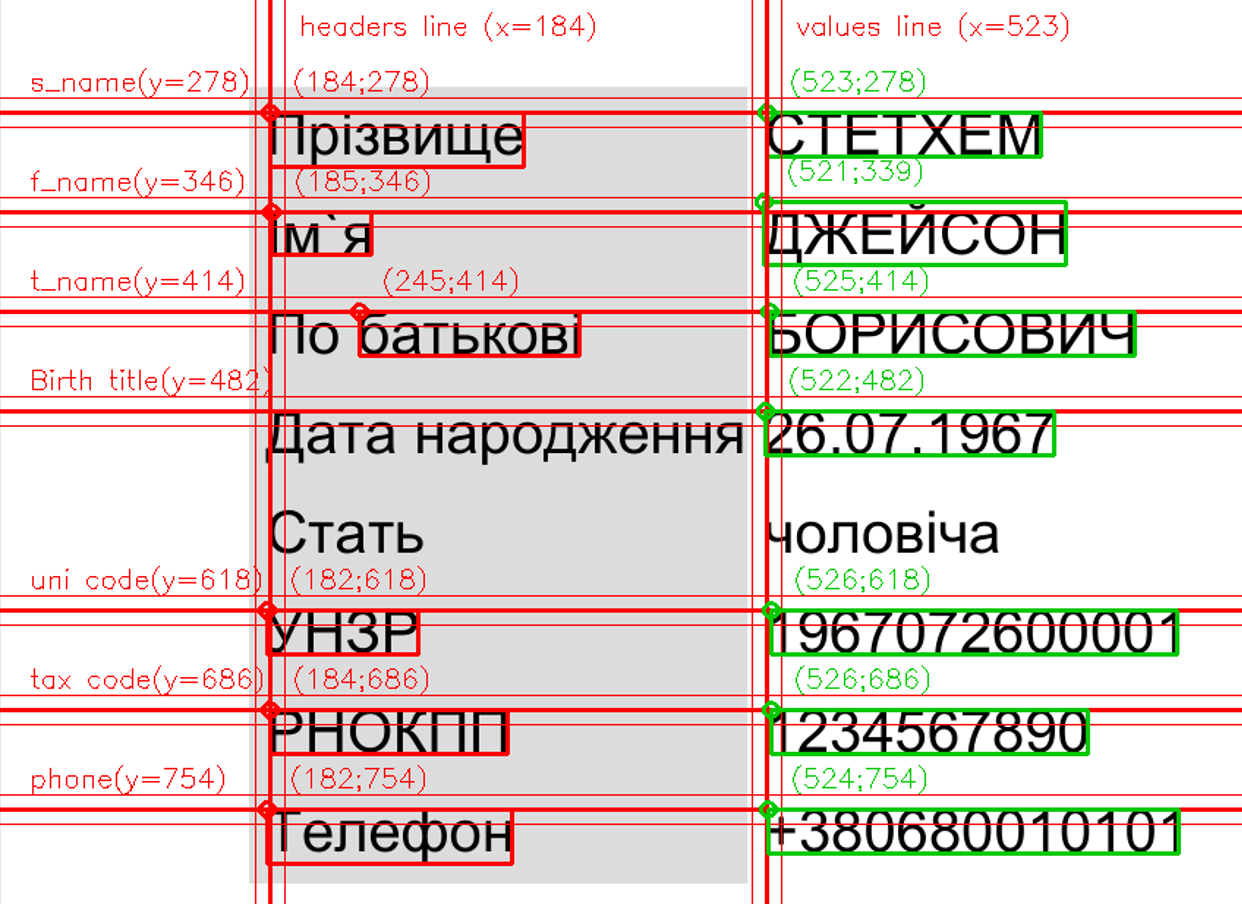 headers line (x=184) values line (x=523)
s_name(y=278) (184;278) (523;278)
Прізвище СТЕТХЕМ
f_name(y=346) (185;346) (521;339)
Ім`я ДЖЕЙСОН
t_name(y=414) (245;414) (525;414)
По батькові БОРИСОВИЧ
Birth title(y=482) (522;482)
Дата народження 26.07.1967
Стать чоловіча
uni code(y=618) (182;618) (526;618)
УНЗР 1967072600001
tax code(y=686) (184;686) (526;686)
РНОКПП 1234567890
phone(y=754) (182;754) (524;754)
Телефон +380680010101